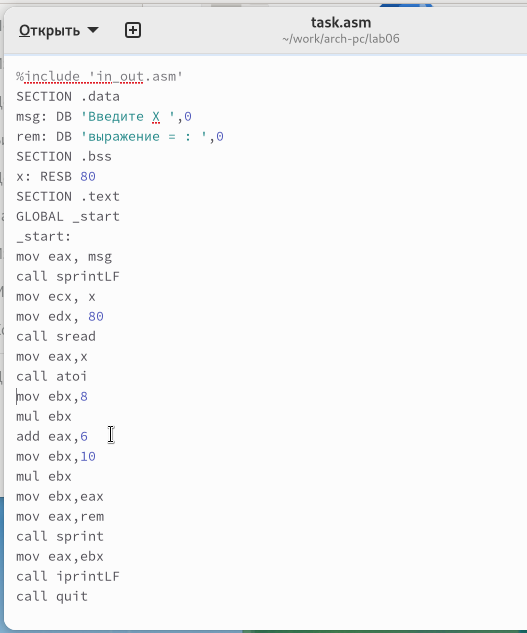 Открыть
task.asm
~/work/arch-pc/lab06
%include 'in_out.asm'
SECTION .data
msg: DB 'Введите X ',0
rem: DB 'выражение = : ',0
SECTION .bss
x: RESB 80
SECTION .text
GLOBAL _start
_start:
mov eax, msg
call sprintLF
mov ecx, x
mov edx, 80
call sread
mov eax,x
call atoi
mov ebx,8
mul ebx
add eax,6
mov ebx,10
mul ebx
mov ebx,eax
mov eax,rem
call sprint
mov eax,ebx
call iprintLF
call quit